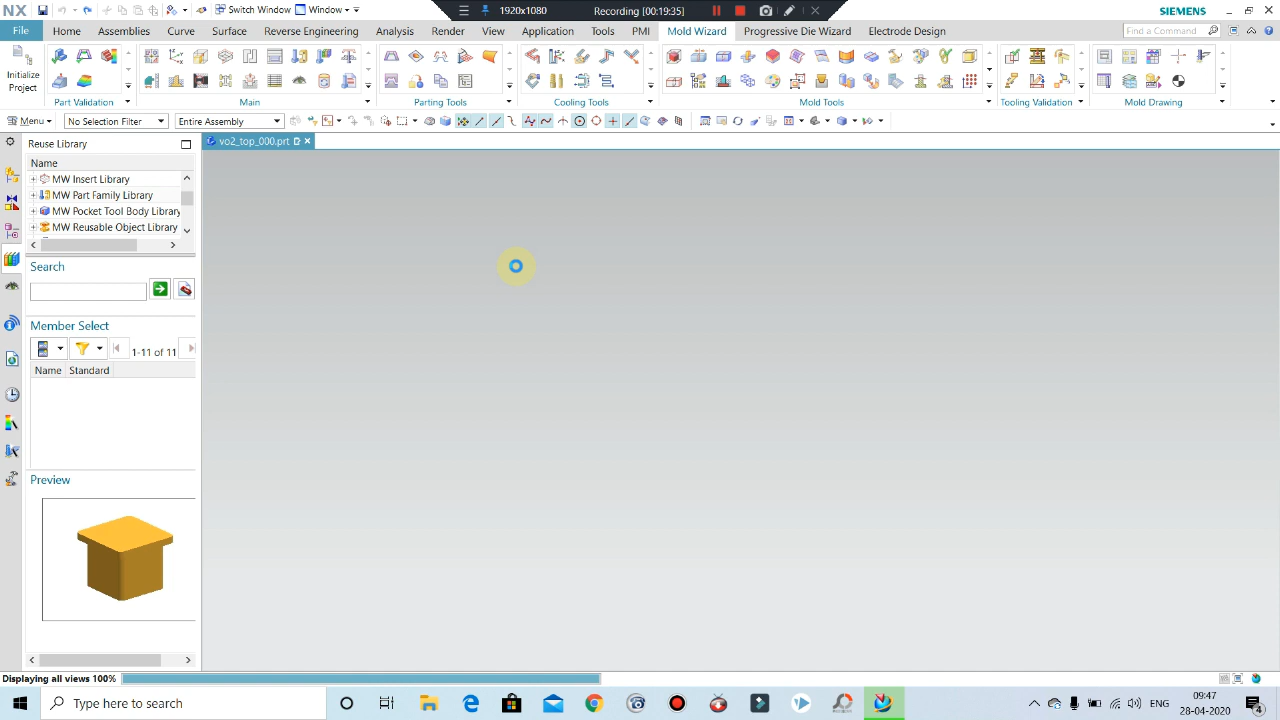 NX Switch Window Window 1920x1080 Recording [00:19:35] SIEMENS
File Home Assemblies Curve Surface Reverse Engineering Analysis Render View Application Tools PMI Mold Wizard Progressive Die Wizard Electrode Design Find a Command
Initialize
Project
Part Validation Main Parting Tools Cooling Tools Mold Tools Tooling Validation Mold Drawing
Menu No Selection Filter Entire Assembly
Reuse Library vo2_top_000.prt
Name
MW Insert Library
MW Part Family Library
MW Pocket Tool Body Library
MW Reusable Object Library
Search
Member Select
1-11 of 11
Name Standard
Preview
Displaying all views 100%
Type here to search
ENG
09:47
28-04-2020
4